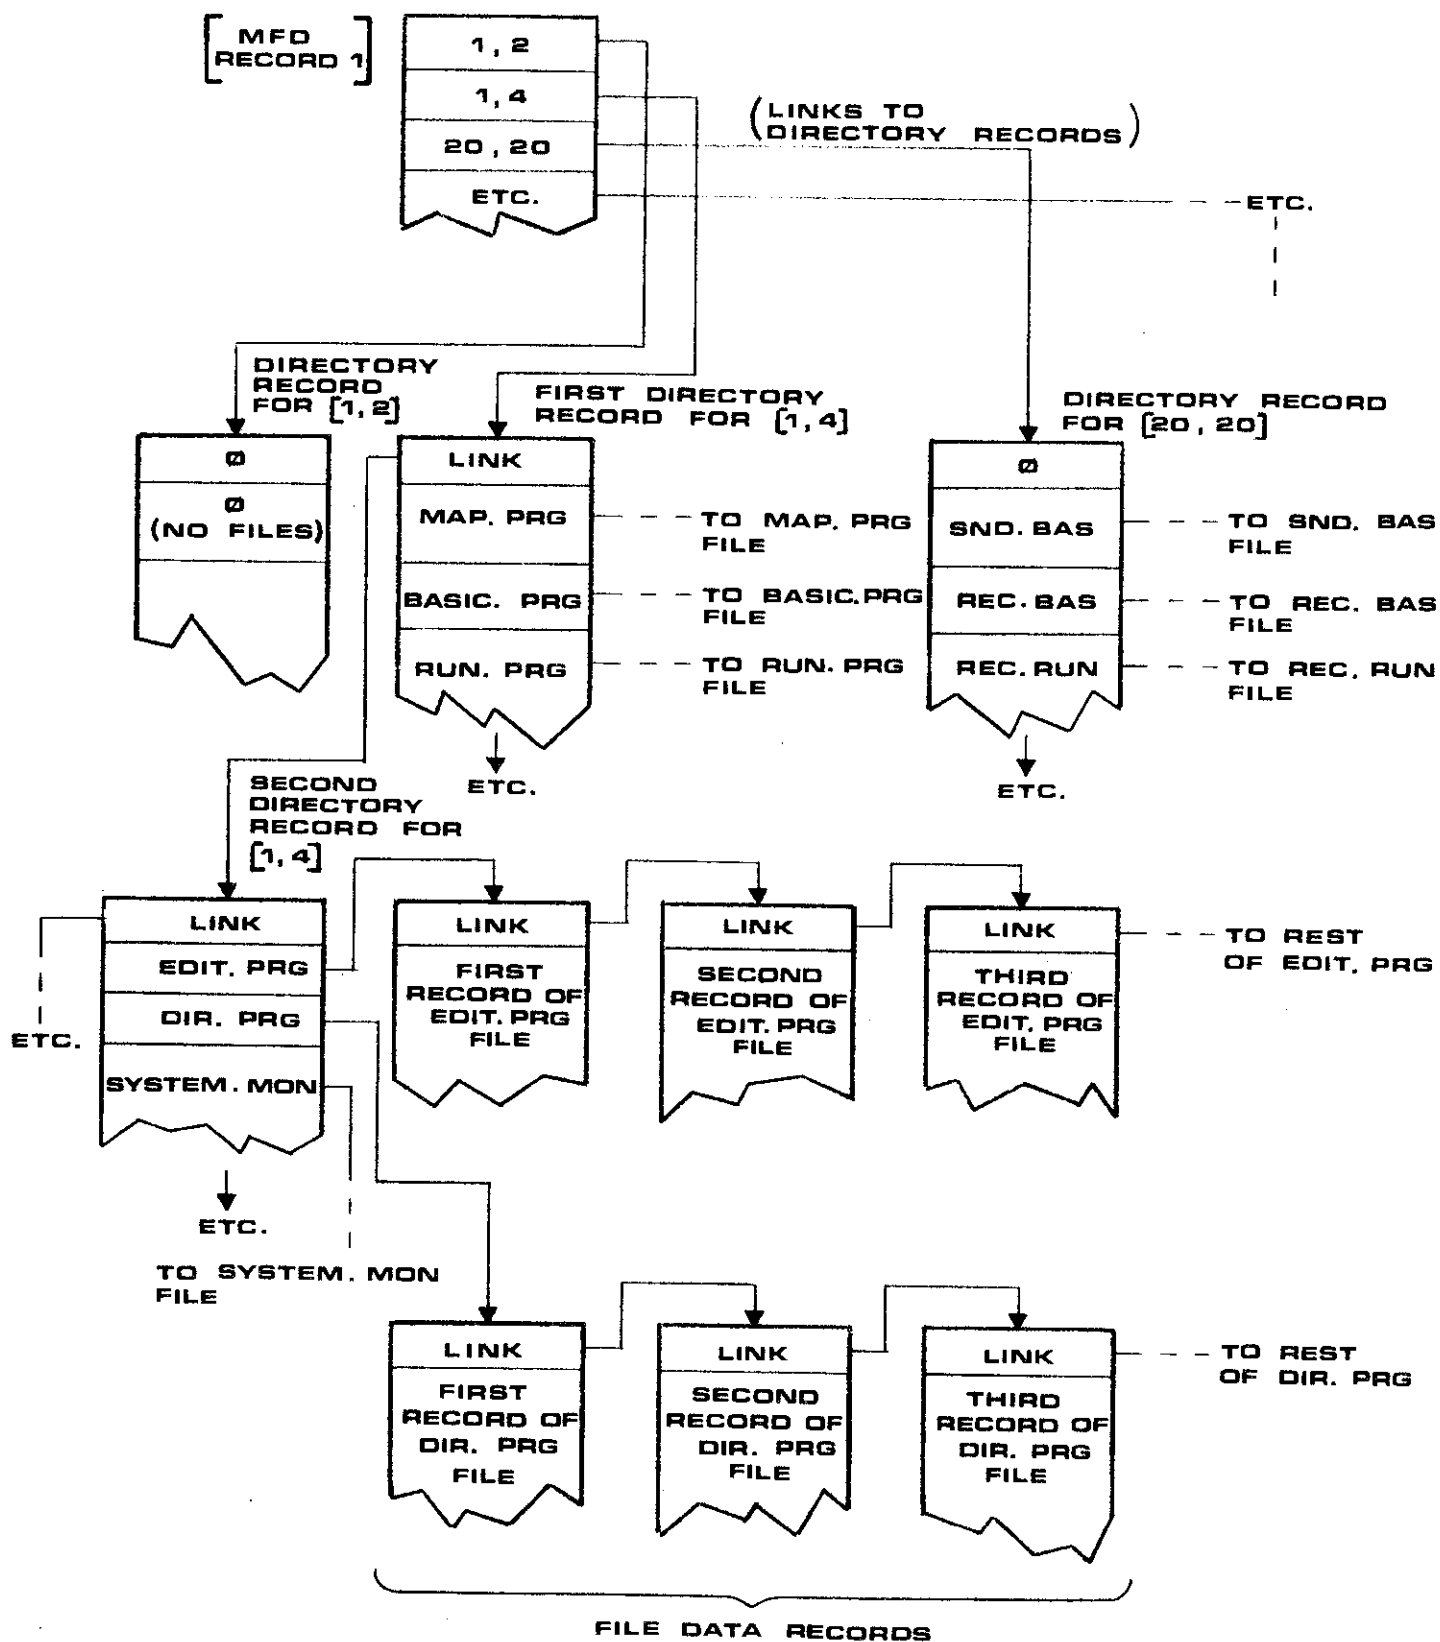 MFD
RECORD 1
1, 2
1, 4
20, 20
ETC.
(LINKS TO
DIRECTORY RECORDS)
ETC.
DIRECTORY
RECORD
FOR [1, 2]
Ø
Ø
(NO FILES)
FIRST DIRECTORY
RECORD FOR [1, 4]
LINK
MAP. PRG
BASIC. PRG
RUN. PRG
ETC.
TO MAP. PRG
FILE
TO BASIC.PRG
FILE
TO RUN. PRG
FILE
DIRECTORY RECORD
FOR [20, 20]
Ø
SND. BAS
REC. BAS
REC. RUN
ETC.
TO SND. BAS
FILE
TO REC. BAS
FILE
TO REC. RUN
FILE
SECOND
DIRECTORY
RECORD FOR
[1, 4]
LINK
EDIT. PRG
DIR. PRG
SYSTEM. MON
ETC.
ETC.
TO SYSTEM. MON
FILE
LINK
FIRST
RECORD OF
EDIT. PRG
FILE
LINK
SECOND
RECORD OF
EDIT. PRG
FILE
LINK
THIRD
RECORD OF
EDIT. PRG
FILE
TO REST
OF EDIT. PRG
LINK
FIRST
RECORD OF
DIR. PRG
FILE
LINK
SECOND
RECORD OF
DIR. PRG
FILE
LINK
THIRD
RECORD OF
DIR. PRG
FILE
TO REST
OF DIR. PRG
FILE DATA RECORDS